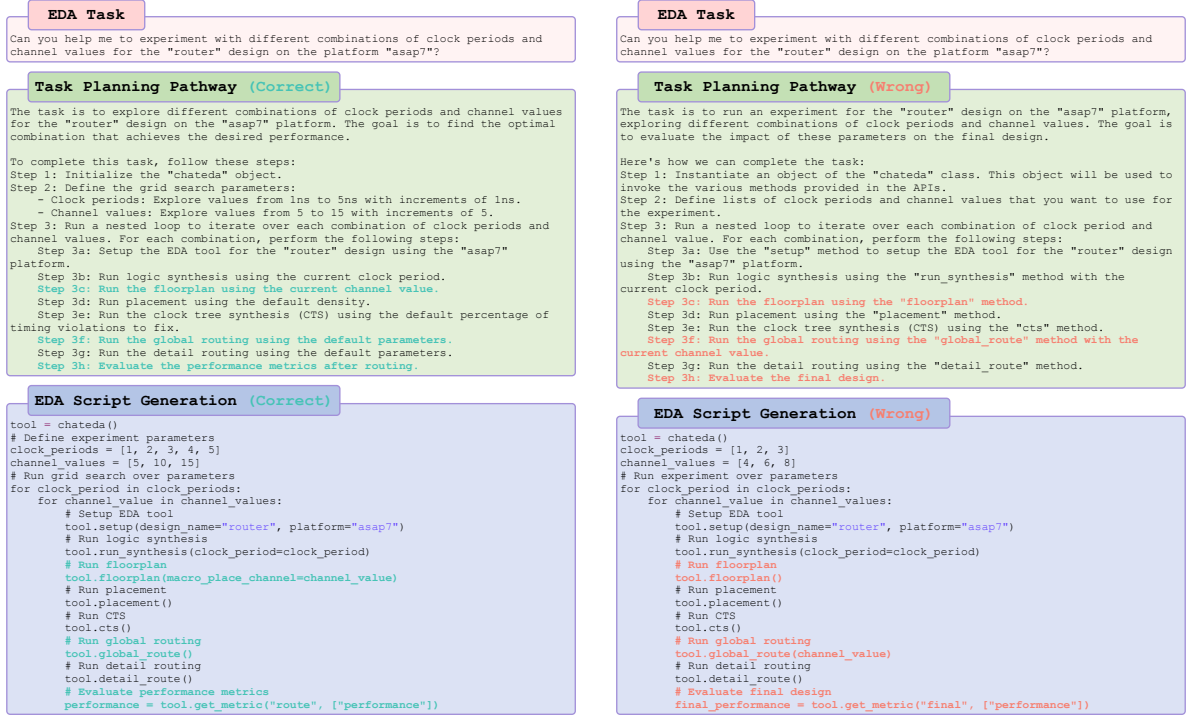 EDA Task
Can you help me to experiment with different combinations of clock periods and
channel values for the "router" design on the platform "asap7"?
Task Planning Pathway (Correct)
The task is to explore different combinations of clock periods and channel values
for the "router" design on the "asap7" platform. The goal is to find the optimal
combination that achieves the desired performance.
To complete this task, follow these steps:
Step 1: Initialize the "chateda" object.
Step 2: Define the grid search parameters:
- Clock periods: Explore values from 1ns to 5ns with increments of 1ns.
- Channel values: Explore values from 5 to 15 with increments of 5.
Step 3: Run a nested loop to iterate over each combination of clock periods and
channel values. For each combination, perform the following steps:
Step 3a: Setup the EDA tool for the "router" design using the "asap7"
platform.
Step 3b: Run logic synthesis using the current clock period.
Step 3c: Run the floorplan using the current channel value.
Step 3d: Run placement using the default density.
Step 3e: Run the clock tree synthesis (CTS) using the default percentage of
timing violations to fix.
Step 3f: Run the global routing using the default parameters.
Step 3g: Run the detail routing using the default parameters.
Step 3h: Evaluate the performance metrics after routing.
EDA Script Generation (Correct)
tool = chateda()
# Define experiment parameters
clock_periods = [1, 2, 3, 4, 5]
channel_values = [5, 10, 15]
# Run grid search over parameters
for clock_period in clock_periods:
for channel_value in channel_values:
# Setup EDA tool
tool.setup(design_name="router", platform="asap7")
# Run logic synthesis
tool.run_synthesis(clock_period=clock_period)
# Run floorplan
tool.floorplan(macro_place_channel=channel_value)
# Run placement
tool.placement()
# Run CTS
tool.cts()
# Run global routing
tool.global_route()
# Run detail routing
tool.detail_route()
# Evaluate performance metrics
performance = tool.get_metric("route", ["performance"])
EDA Task
Can you help me to experiment with different combinations of clock periods and
channel values for the "router" design on the platform "asap7"?
Task Planning Pathway (Wrong)
The task is to run an experiment for the "router" design on the "asap7" platform,
exploring different combinations of clock periods and channel values. The goal is
to evaluate the impact of these parameters on the final design.
Here's how we can complete the task:
Step 1: Instantiate an object of the "chateda" class. This object will be used to
invoke the various methods provided in the APIs.
Step 2: Define lists of clock periods and channel values that you want to use for
the experiment.
Step 3: Run a nested loop to iterate over each combination of clock period and
channel value. For each combination, perform the following steps:
Step 3a: Use the "setup" method to setup the EDA tool for the "router" design
using the "asap7" platform.
Step 3b: Run logic synthesis using the "run_synthesis" method with the
current clock period.
Step 3c: Run the floorplan using the "floorplan" method.
Step 3d: Run placement using the "placement" method.
Step 3e: Run the clock tree synthesis (CTS) using the "cts" method.
Step 3f: Run the global routing using the "global_route" method with the
current channel value.
Step 3g: Run the detail routing using the "detail_route" method.
Step 3h: Evaluate the final design.
EDA Script Generation (Wrong)
tool = chateda()
# Define experiment parameters
clock_periods = [1, 2, 3]
channel_values = [4, 6, 8]
# Run experiment over parameters
for clock_period in clock_periods:
for channel_value in channel_values:
# Setup EDA tool
tool.setup(design_name="router", platform="asap7")
# Run logic synthesis
tool.run_synthesis(clock_period=clock_period)
# Run floorplan
tool.floorplan()
# Run placement
tool.placement()
# Run CTS
tool.cts()
# Run global routing
tool.global_route(channel_value)
# Run detail routing
tool.detail_route()
# Evaluate final design
final_performance = tool.get_metric("final", ["performance"])